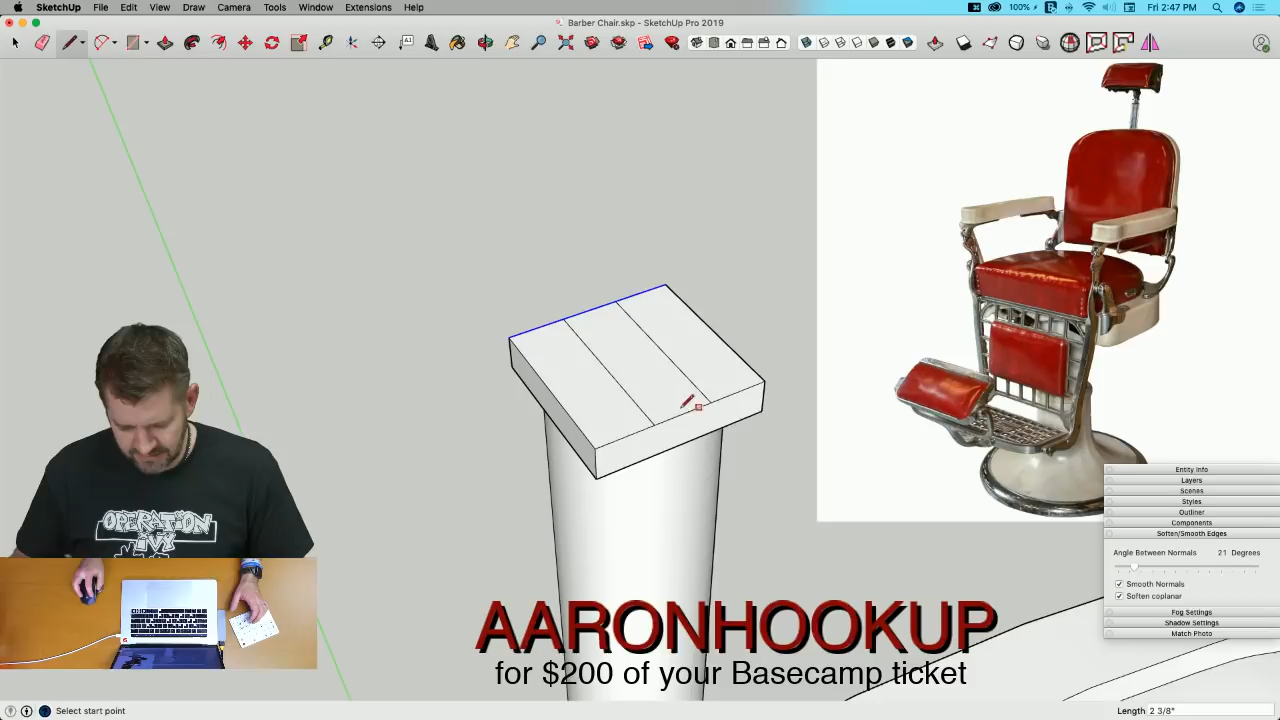 SketchUp File Edit View Draw Camera Tools Window Extensions Help
100% Fri 2:47 PM
Barber Chair.skp - SketchUp Pro 2019
OPERATION
IVY
Entity Info
Layers
Scenes
Styles
Outliner
Components
Soften/Smooth Edges
Angle Between Normals 21 Degrees
Smooth Normals
Soften coplanar
Fog Settings
Shadow Settings
Match Photo
AARONHOOKUP
for $200 of your Basecamp ticket
Select start point
Length 2 3/8"